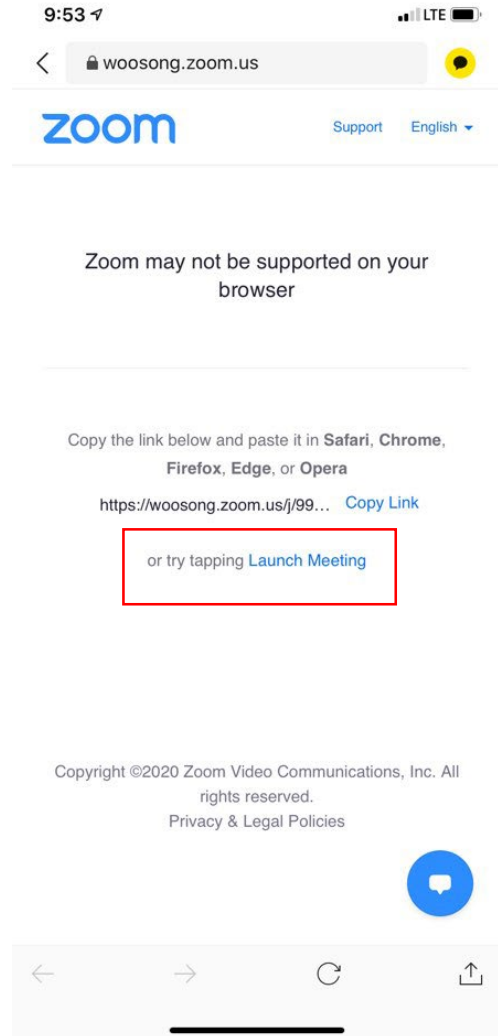 9:53
LTE
woosong.zoom.us
zoom
Support
English
Zoom may not be supported on your
browser
Copy the link below and paste it in Safari, Chrome,
Firefox, Edge, or Opera
https://woosong.zoom.us/j/99... Copy Link
or try tapping Launch Meeting
Copyright ©2020 Zoom Video Communications, Inc. All
rights reserved.
Privacy & Legal Policies